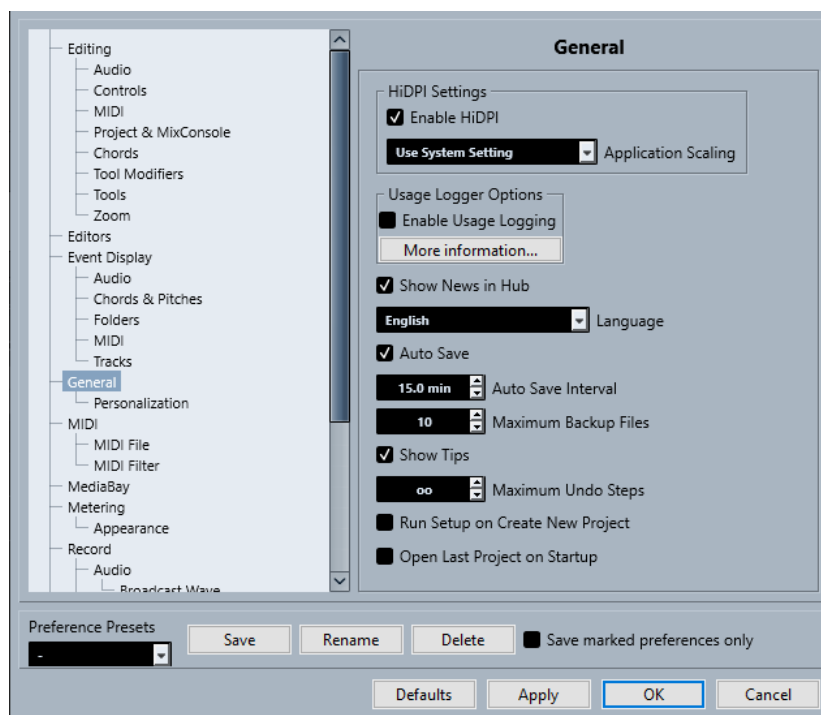 Editing
Audio
Controls
MIDI
Project & MixConsole
Chords
Tool Modifiers
Tools
Zoom
Editors
Event Display
Audio
Chords & Pitches
Folders
MIDI
Tracks
General
Personalization
MIDI
MIDI File
MIDI Filter
MediaBay
Metering
Appearance
Record
Audio
Broadcast Wave
General
HiDPI Settings
Enable HiDPI
Use System Setting Application Scaling
Usage Logger Options
Enable Usage Logging
More information...
Show News in Hub
English Language
Auto Save
15.0 min Auto Save Interval
10 Maximum Backup Files
Show Tips
oo Maximum Undo Steps
Run Setup on Create New Project
Open Last Project on Startup
Preference Presets
-
Save Rename Delete Save marked preferences only
Defaults Apply OK Cancel